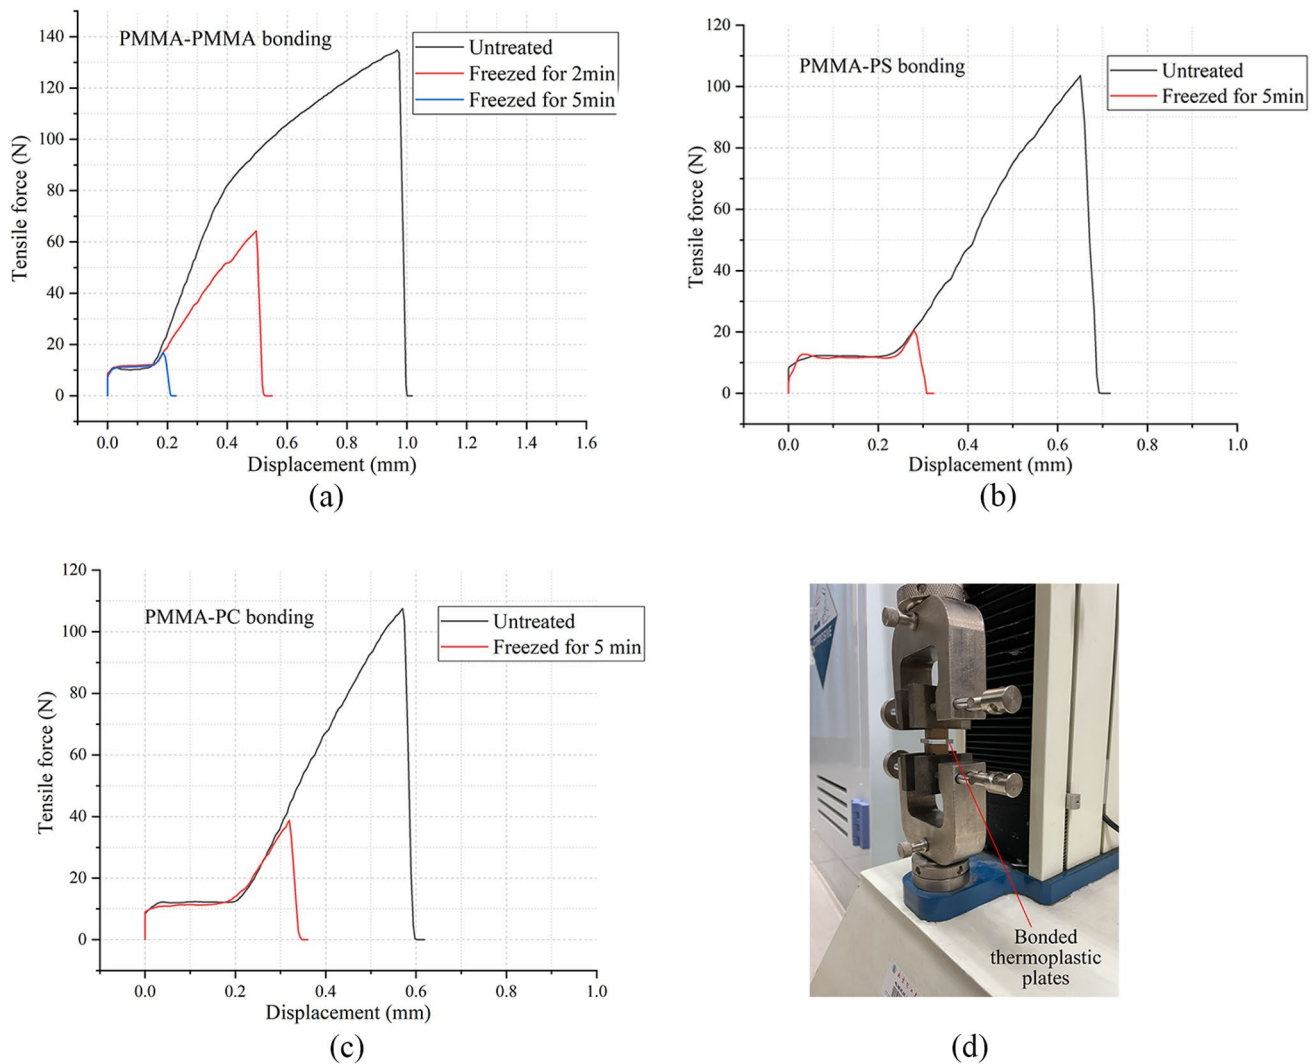 PMMA-PMMA bonding
Untreated
Freezed for 2min
Freezed for 5min
Tensile force (N)
140
120
100
80
60
40
20
0
0.0 0.2 0.4 0.6 0.8 1.0 1.2 1.4 1.6
Displacement (mm)
(a)
PMMA-PS bonding
Untreated
Freezed for 5min
Tensile force (N)
120
100
80
60
40
20
0
0.0 0.2 0.4 0.6 0.8 1.0
Displacement (mm)
(b)
PMMA-PC bonding
Untreated
Freezed for 5 min
Tensile force (N)
120
100
80
60
40
20
0
0.0 0.2 0.4 0.6 0.8 1.0
Displacement (mm)
(c)
Bonded
thermoplastic
plates
(d)